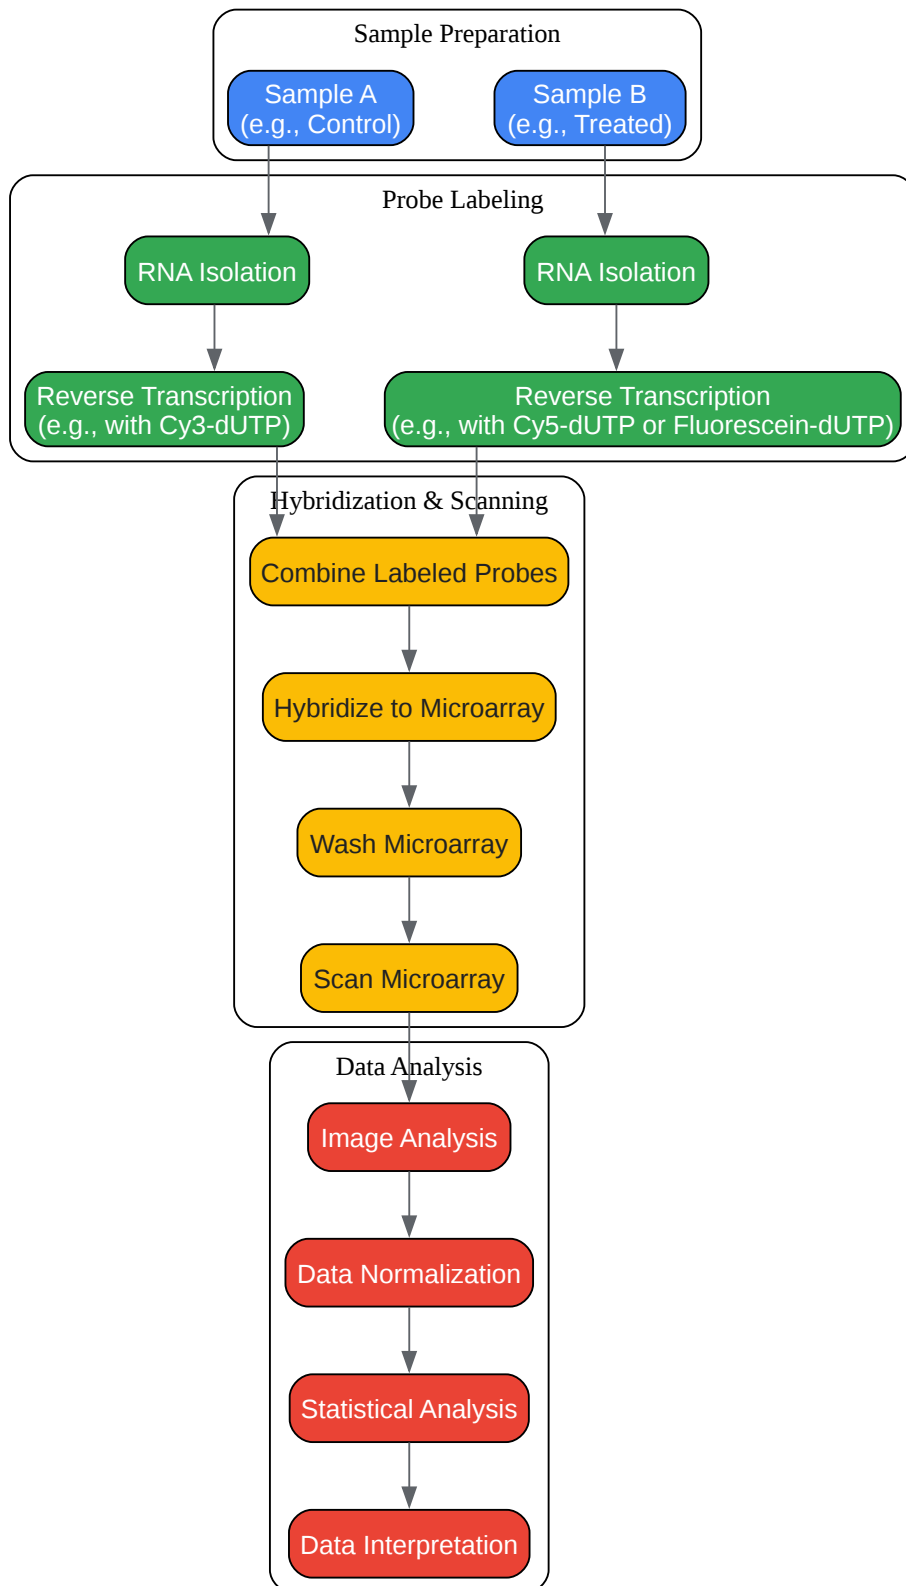 Sample Preparation
Sample A
(e.g., Control)
Sample B
(e.g., Treated)
Probe Labeling
RNA Isolation
RNA Isolation
Reverse Transcription
(e.g., with Cy3-dUTP)
Reverse Transcription
(e.g., with Cy5-dUTP or Fluorescein-dUTP)
Hybridization & Scanning
Combine Labeled Probes
Hybridize to Microarray
Wash Microarray
Scan Microarray
Data Analysis
Image Analysis
Data Normalization
Statistical Analysis
Data Interpretation